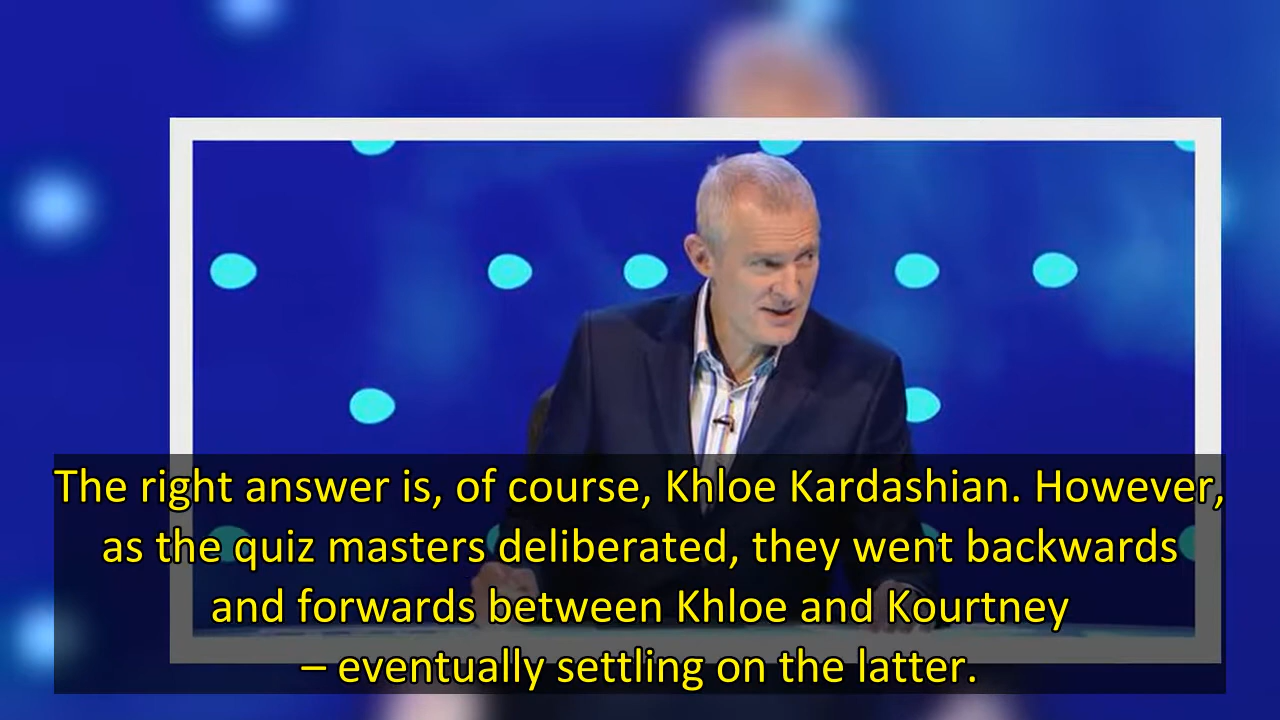 The right answer is, of course, Khloe Kardashian. However,
as the quiz masters deliberated, they went backwards
and forwards between Khloe and Kourtney
– eventually settling on the latter.